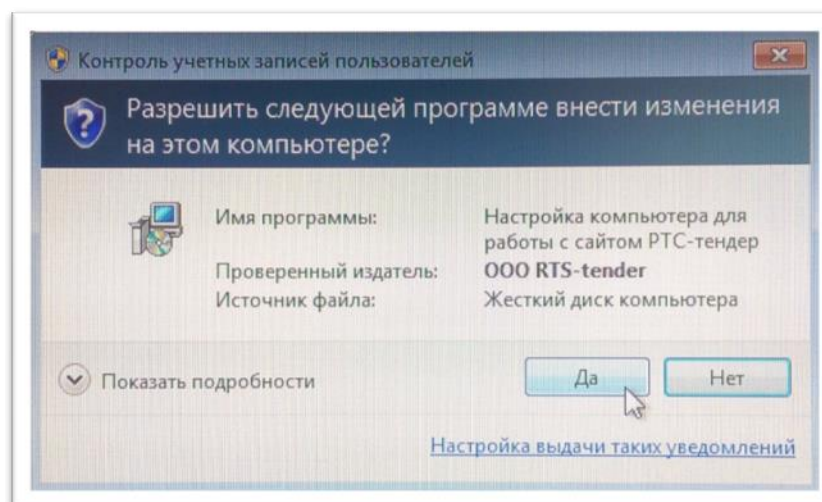 Контроль учетных записей пользователей
Разрешить следующей программе внести изменения
на этом компьютере?
Имя программы: Настройка компьютера для
работы с сайтом РТС-тендер
Проверенный издатель: ООО RTS-tender
Источник файла: Жесткий диск компьютера
Показать подробности
Да
Нет
Настройка выдачи таких уведомлений